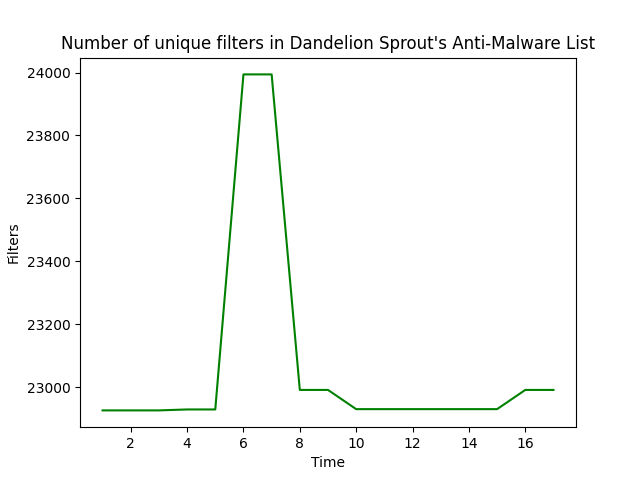 Number of unique filters in Dandelion Sprout's Anti-Malware List
24000
23800
23600
23400
23200
23000
Filters
2 4 6 8 10 12 14 16
Time